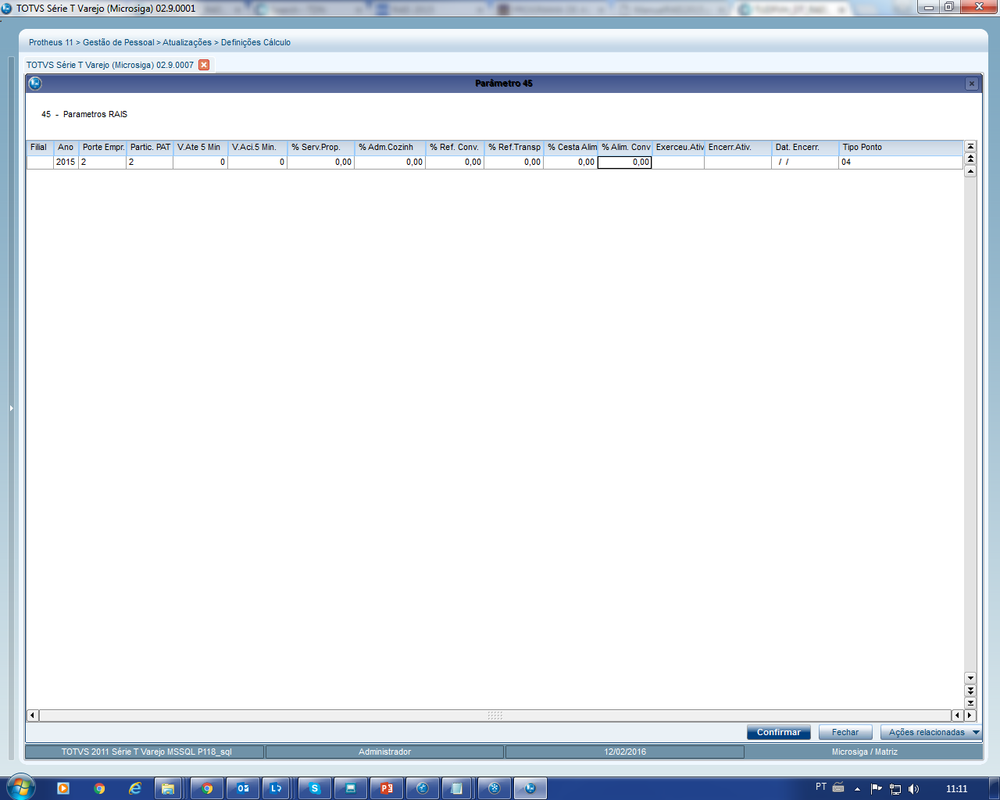 TOTVS Série T Varejo (Microsiga) 02.9.0001
Protheus 11 > Gestão de Pessoal > Atualizações > Definições Cálculo
TOTVS Série T Varejo (Microsiga) 02.9.0007
Parâmetro 45
45 - Parametros RAIS
Filial Ano Porte Empr. Partic. PAT V.Ate 5 Min V.Aci.5 Min. % Serv.Prop. % Adm.Cozinh % Ref. Conv. % Ref.Transp % Cesta Alim % Alim. Conv Exerceu.Ativ Encerr.Ativ. Dat. Encerr. Tipo Ponto
2015 2 2 0 0 0,00 0,00 0,00 0,00 0,00 0,00 / / 04
Confirmar Fechar Ações relacionadas
TOTVS 2011 Série T Varejo MSSQL P118_sql Administrador 12/02/2016 Microsiga / Matriz
PT 11:11